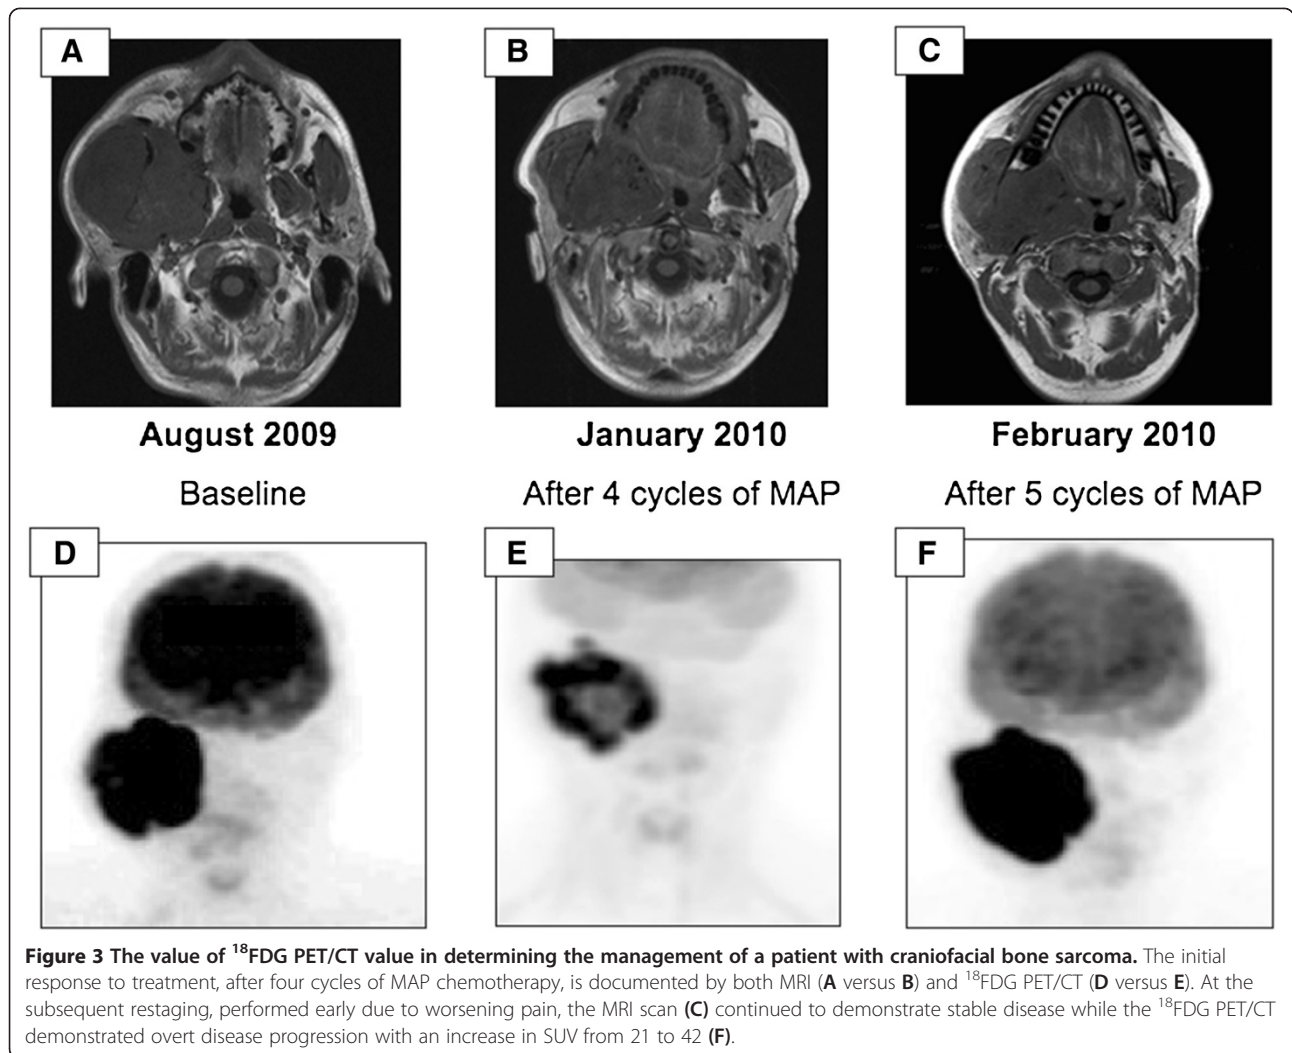 A
B
C
August 2009
January 2010
February 2010
Baseline
After 4 cycles of MAP
After 5 cycles of MAP
D
E
F
Figure 3 The value of ¹⁸FDG PET/CT value in determining the management of a patient with craniofacial bone sarcoma. The initial
response to treatment, after four cycles of MAP chemotherapy, is documented by both MRI (A versus B) and ¹⁸FDG PET/CT (D versus E). At the
subsequent restaging, performed early due to worsening pain, the MRI scan (C) continued to demonstrate stable disease while the ¹⁸FDG PET/CT
demonstrated overt disease progression with an increase in SUV from 21 to 42 (F).